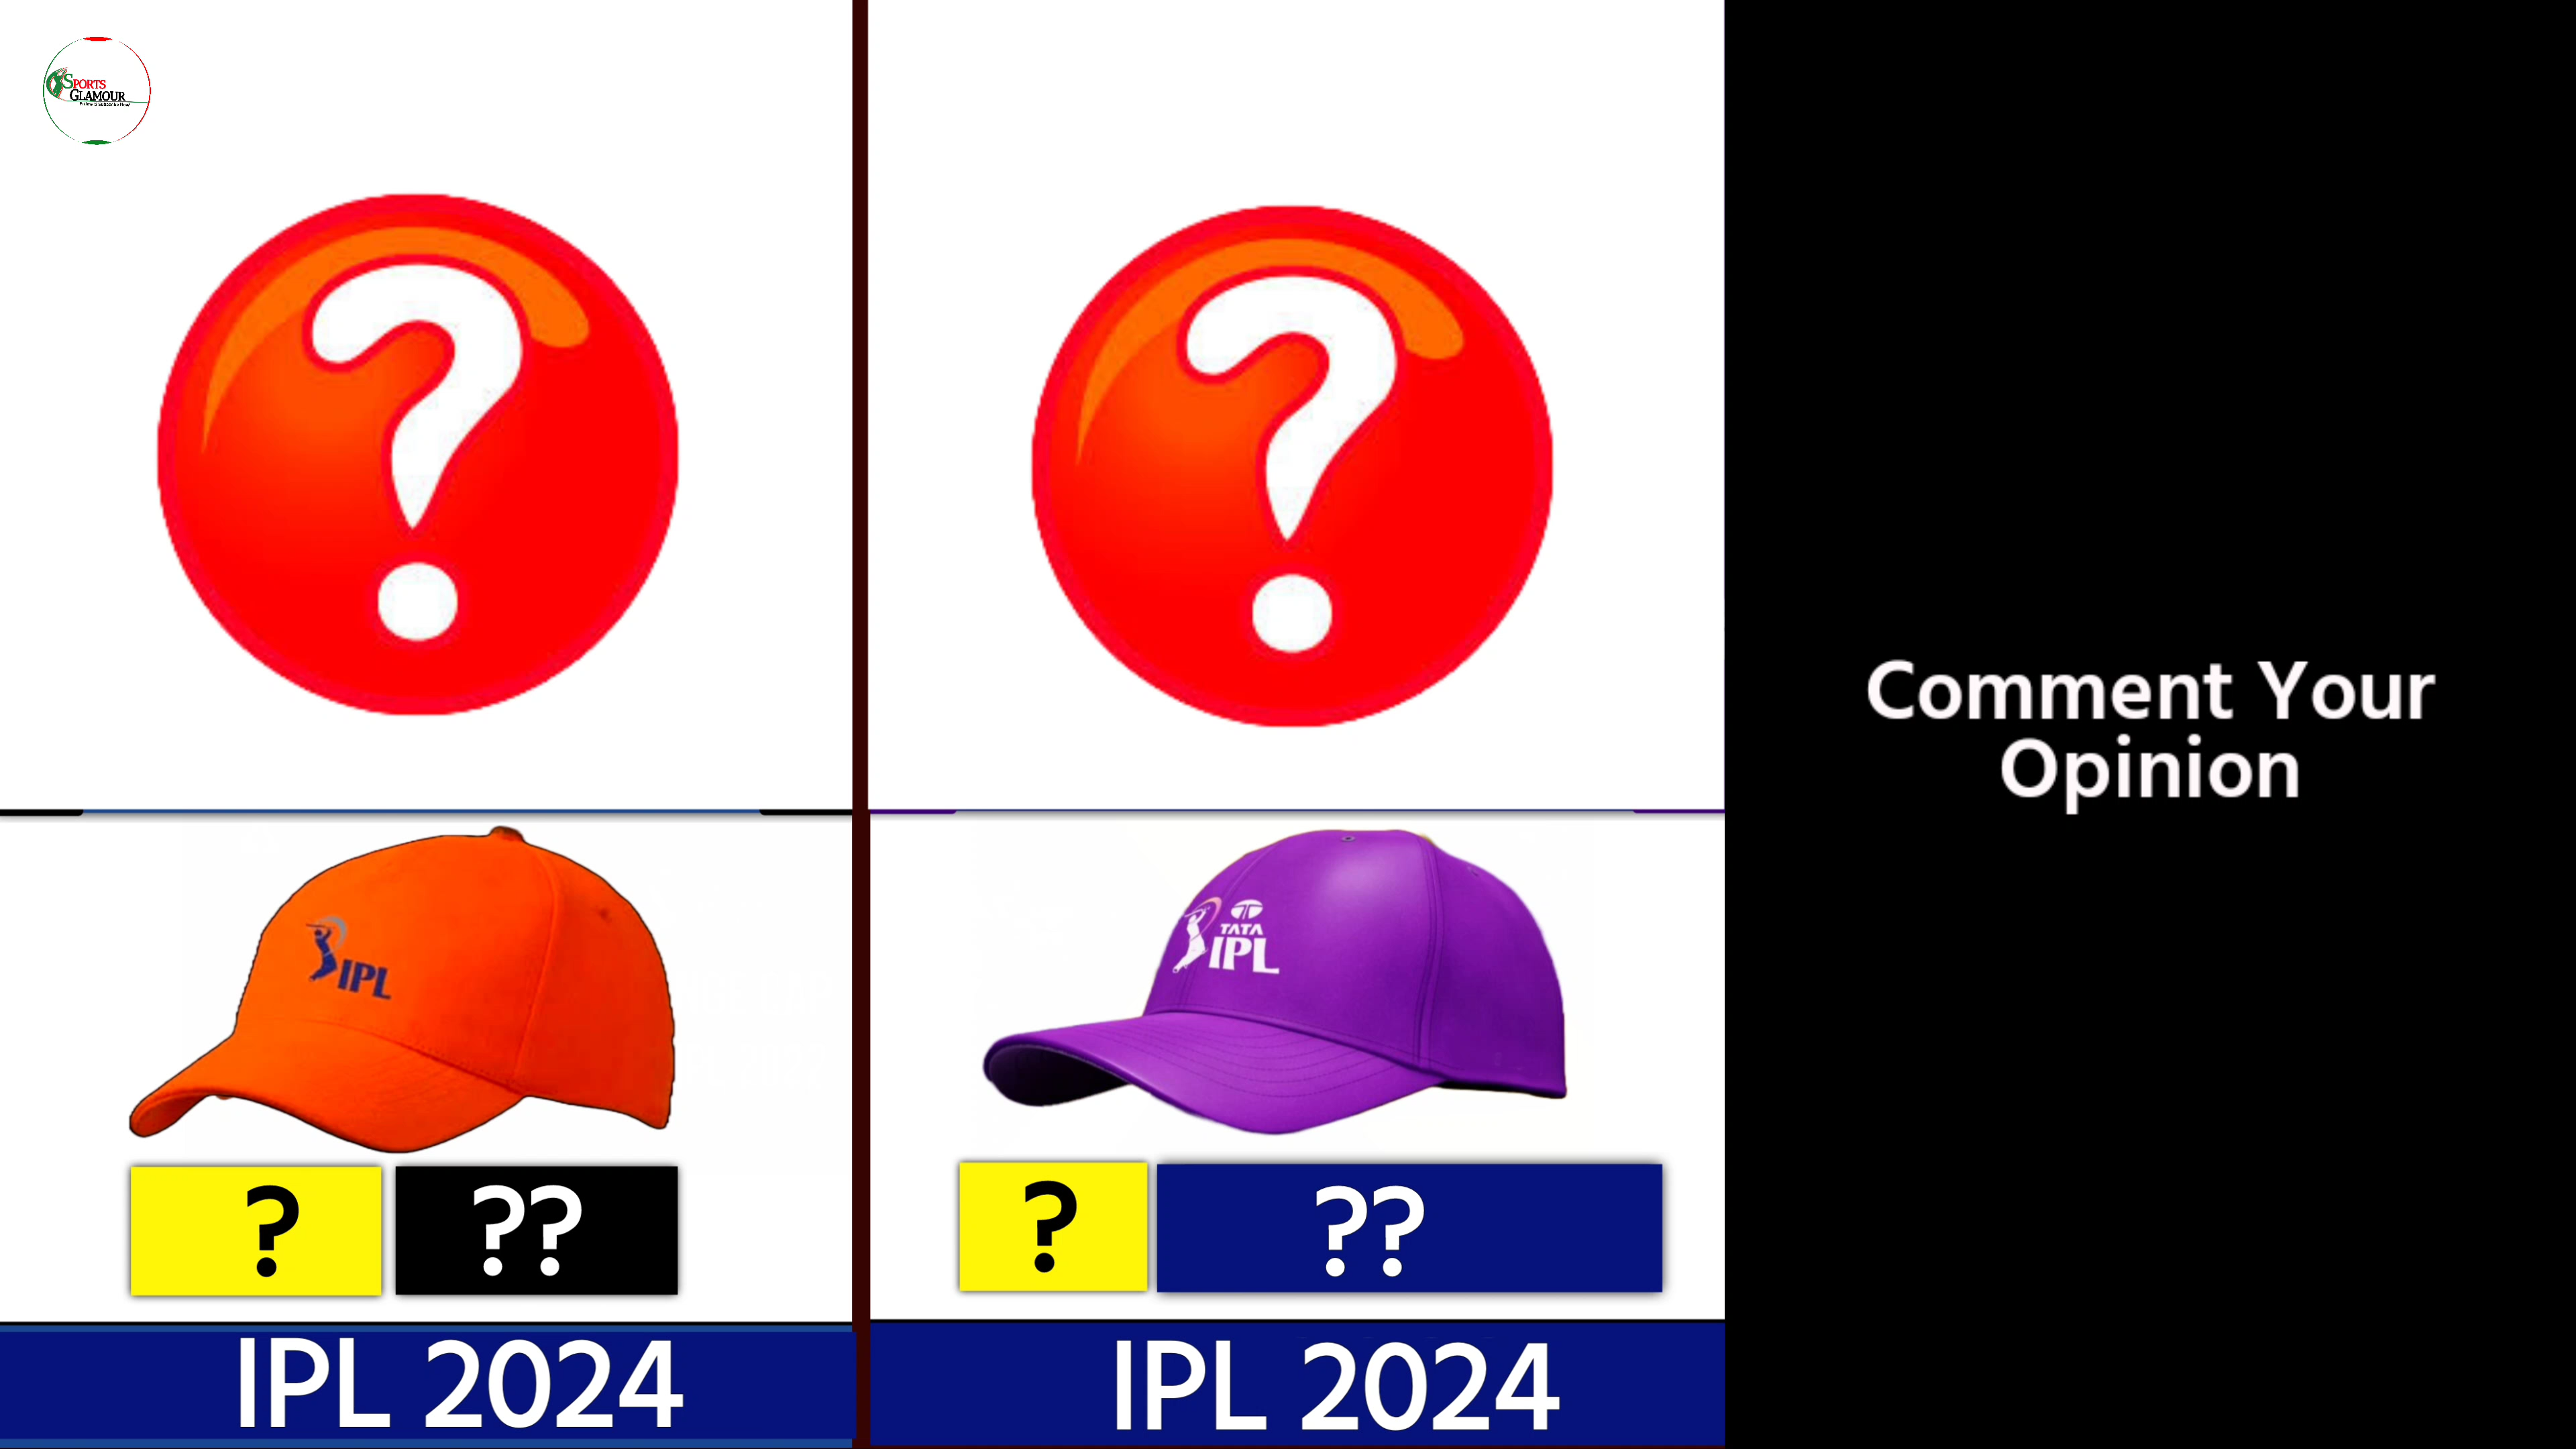 SPORTS
GLAMOUR
?
?
Comment Your
Opinion
IPL
TATA
IPL
? ??
? ??
IPL 2024
IPL 2024